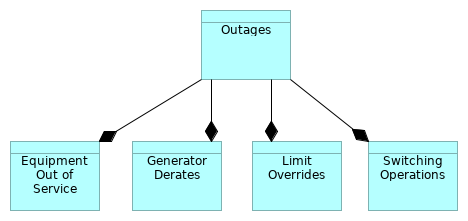 Outages
Equipment
Out of
Service
Generator
Derates
Limit
Overrides
Switching
Operations